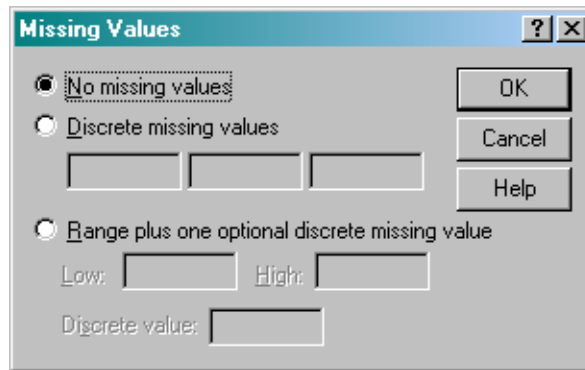 Missing Values
No missing values
OK
Discrete missing values
Cancel
Help
Range plus one optional discrete missing value
Low: High:
Discrete value: